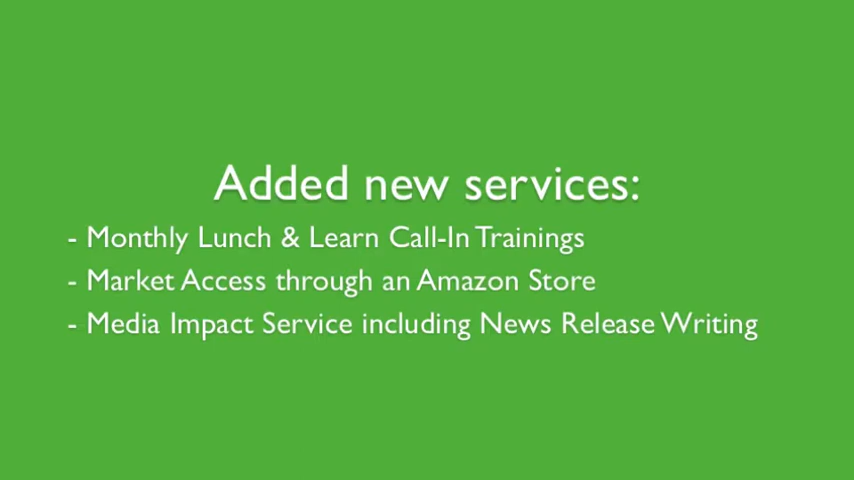 Added new services:
- Monthly Lunch & Learn Call-In Trainings
- Market Access through an Amazon Store
- Media Impact Service including News Release Writing